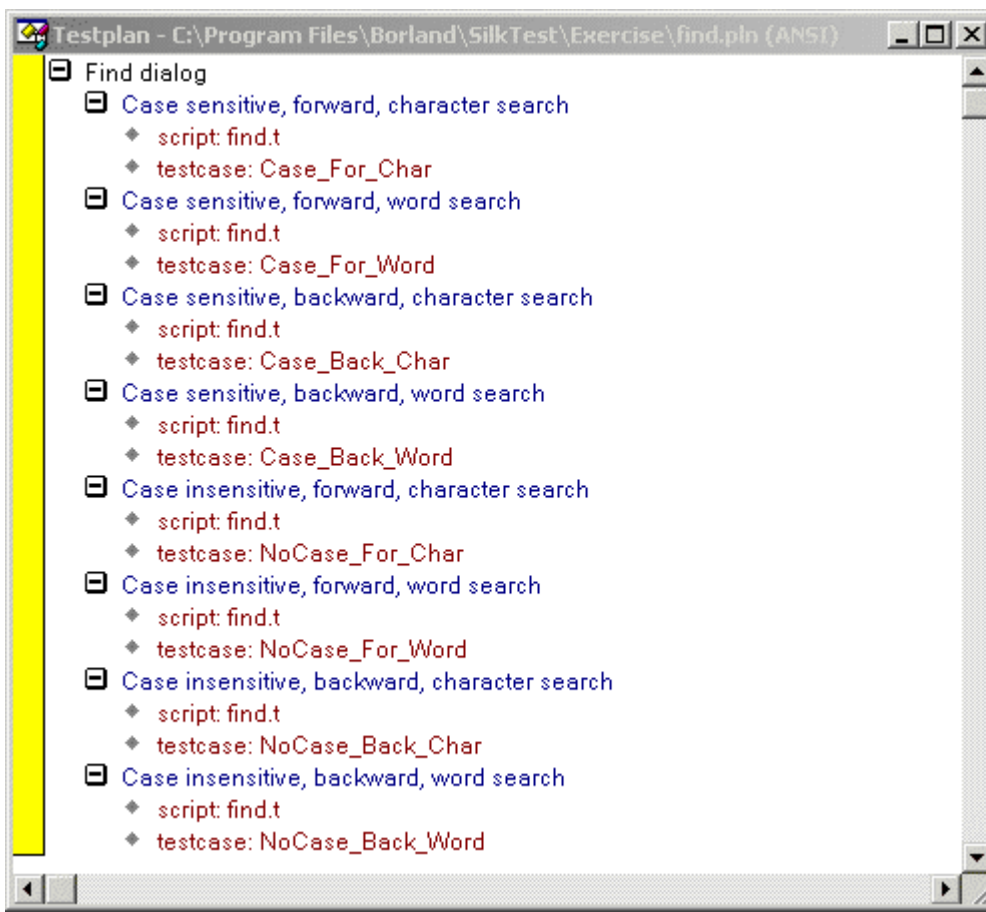 Testplan - C:\Program Files\Borland\SilkTest\Exercise\find.pln (ANSI)
Find dialog
Case sensitive, forward, character search
script: find.t
testcase: Case_For_Char
Case sensitive, forward, word search
script: find.t
testcase: Case_For_Word
Case sensitive, backward, character search
script: find.t
testcase: Case_Back_Char
Case sensitive, backward, word search
script: find.t
testcase: Case_Back_Word
Case insensitive, forward, character search
script: find.t
testcase: NoCase_For_Char
Case insensitive, forward, word search
script: find.t
testcase: NoCase_For_Word
Case insensitive, backward, character search
script: find.t
testcase: NoCase_Back_Char
Case insensitive, backward, word search
script: find.t
testcase: NoCase_Back_Word